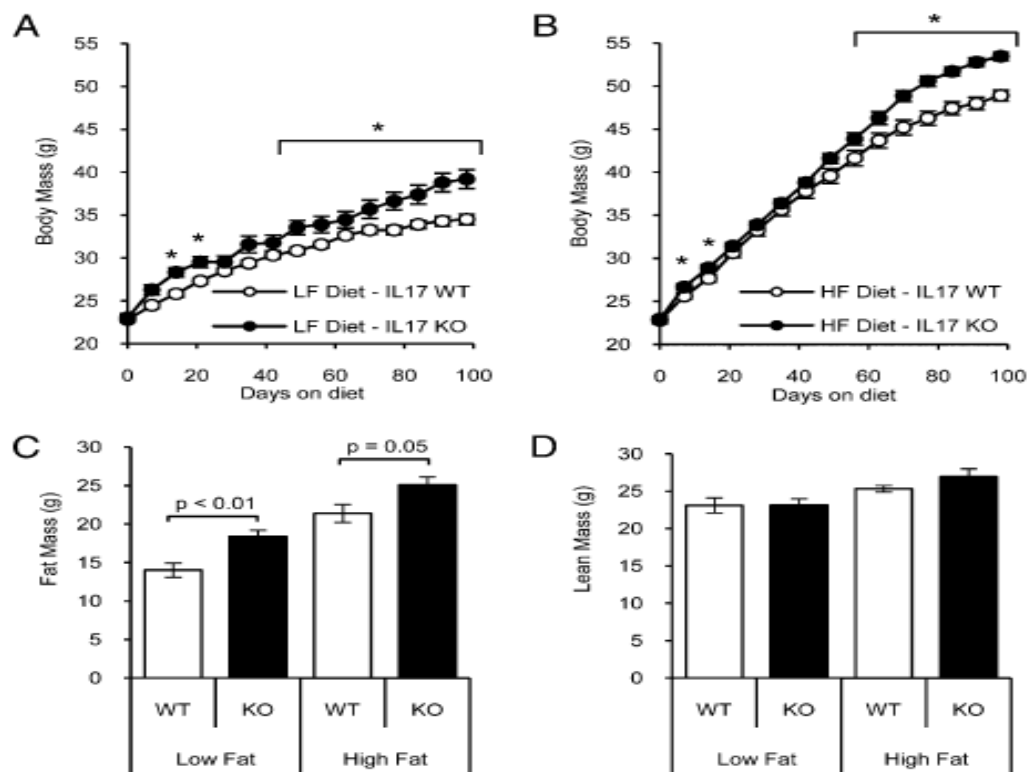 A
*
55
50
45
40
35
30
25
20
Body Mass (g)
*
* *
LF Diet - IL17 WT
LF Diet - IL17 KO
0 20 40 60 80 100
Days on diet
B
*
55
50
45
40
35
30
25
20
Body Mass (g)
* *
HF Diet - IL17 WT
HF Diet - IL17 KO
0 20 40 60 80 100
Days on diet
C
30
25
20
15
10
5
0
Fat Mass (g)
p < 0.01
p = 0.05
WT KO WT KO
Low Fat High Fat
D
30
25
20
15
10
5
0
Lean Mass (g)
WT KO WT KO
Low Fat High Fat